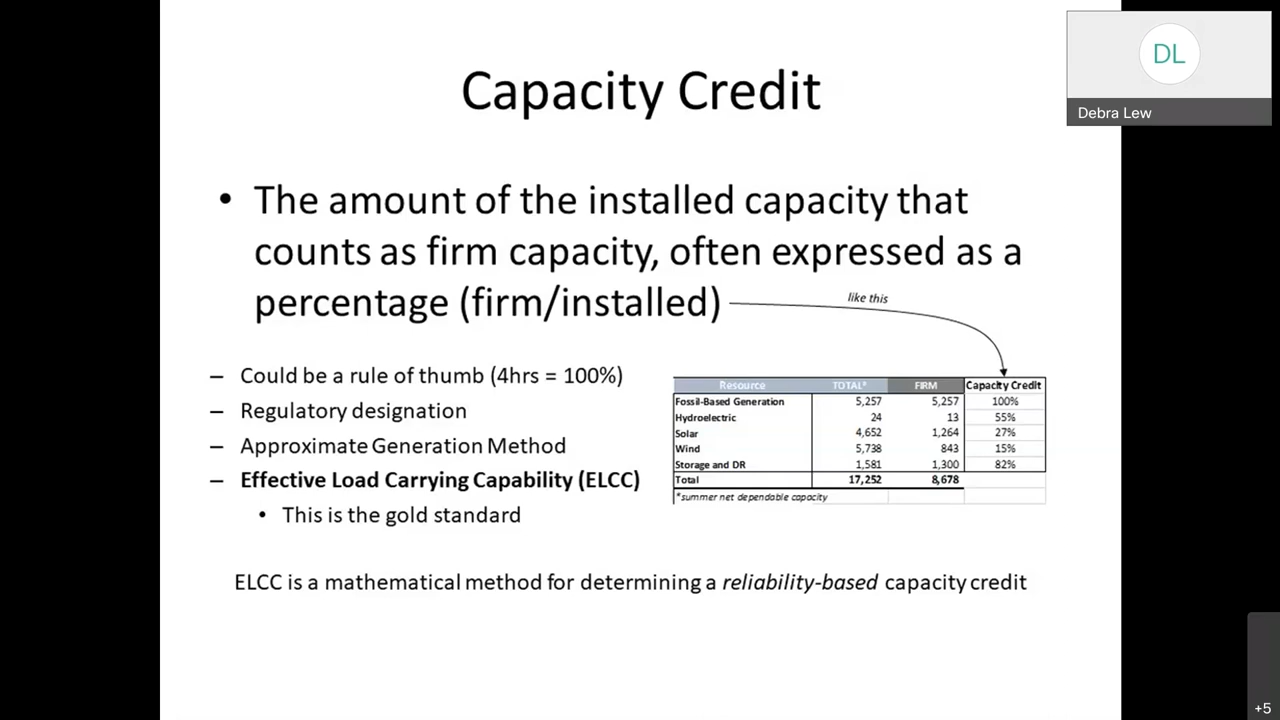 DL
Debra Lew
Capacity Credit
• The amount of the installed capacity that
counts as firm capacity, often expressed as a
percentage (firm/installed)
like this
– Could be a rule of thumb (4hrs = 100%)
– Regulatory designation
– Approximate Generation Method
– Effective Load Carrying Capability (ELCC)
• This is the gold standard
Resource TOTAL* FIRM Capacity Credit
Fossil-Based Generation 5,257 5,257 100%
Hydroelectric 24 13 55%
Solar 4,652 1,264 27%
Wind 5,738 843 15%
Storage and DR 1,581 1,300 82%
Total 17,252 8,678
*summer net dependable capacity
ELCC is a mathematical method for determining a reliability-based capacity credit
+5